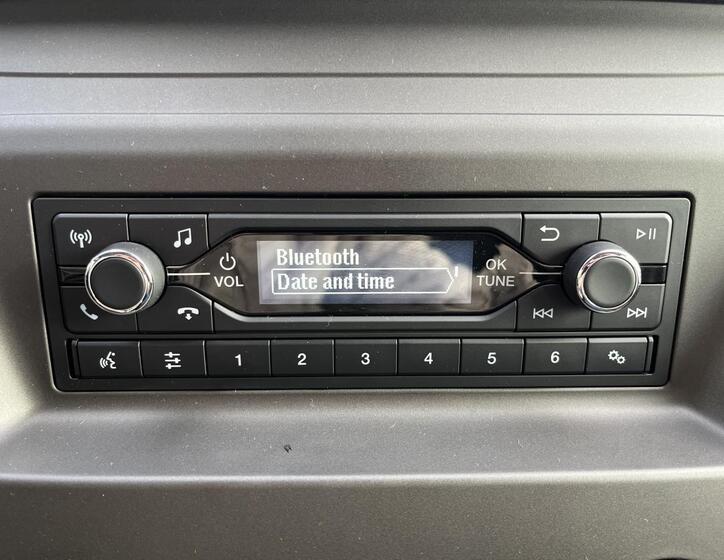 Bluetooth
Date and time
VOL
OK
TUNE
1 2 3 4 5 6